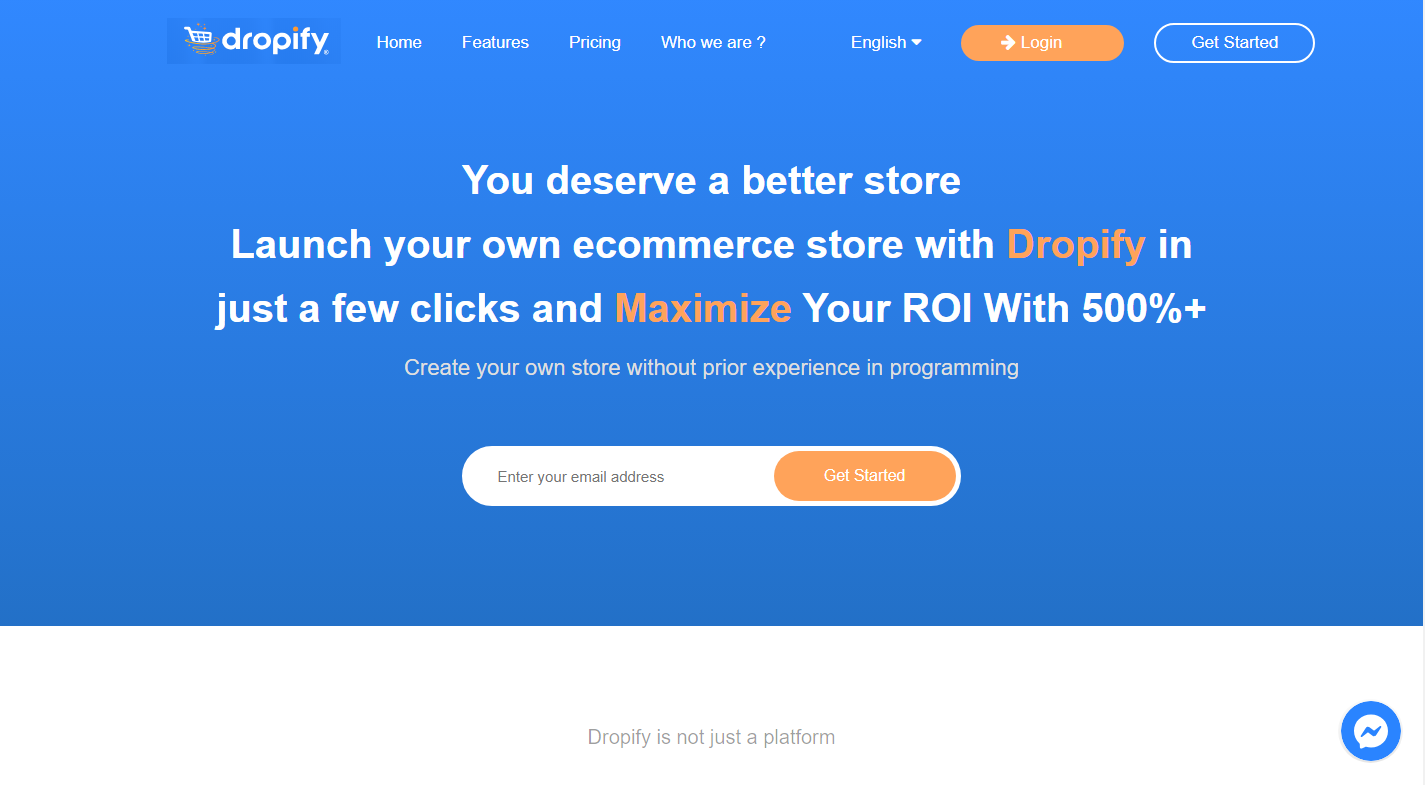 dropify®
Home
Features
Pricing
Who we are ?
English
Login
Get Started
You deserve a better store
Launch your own ecommerce store with Dropify in
just a few clicks and Maximize Your ROI With 500%+
Create your own store without prior experience in programming
Enter your email address
Get Started
Dropify is not just a platform